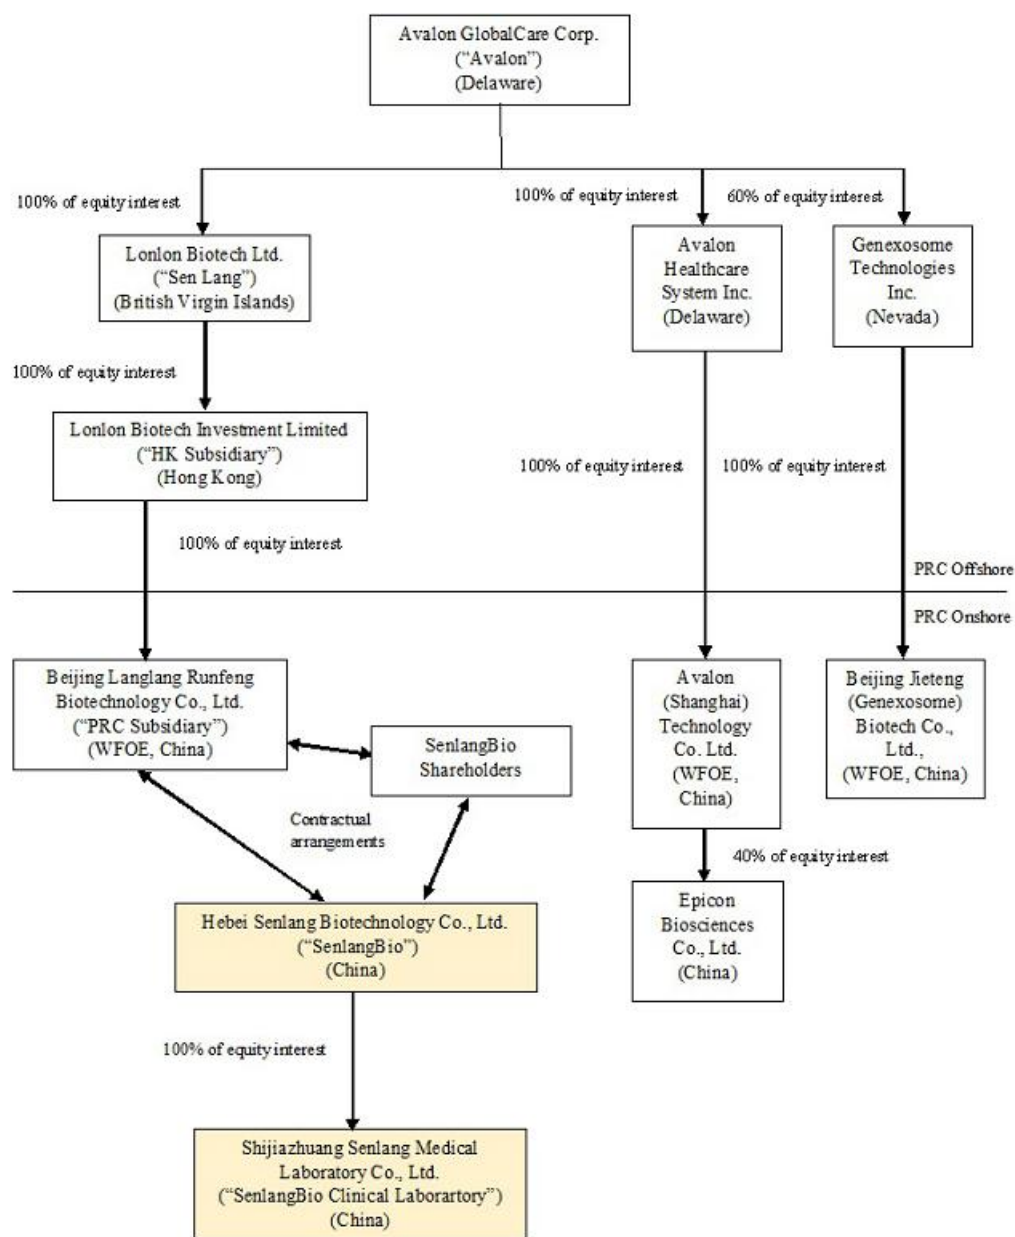 Avalon GlobalCare Corp.
(“Avalon”)
(Delaware)
100% of equity interest
100% of equity interest
60% of equity interest
Lonlon Biotech Ltd.
(“Sen Lang”)
(British Virgin Islands)
Avalon
Healthcare
System Inc.
(Delaware)
Genexosome
Technologies
Inc.
(Nevada)
100% of equity interest
Lonlon Biotech Investment Limited
(“HK Subsidiary”)
(Hong Kong)
100% of equity interest
100% of equity interest
100% of equity interest
PRC Offshore
PRC Onshore
Beijing Langlang Runfeng
Biotechnology Co., Ltd.
(“PRC Subsidiary”)
(WFOE, China)
SenlangBio
Shareholders
Avalon
(Shanghai)
Technology
Co. Ltd.
(WFOE,
China)
Beijing Jieteng
(Genexosome)
Biotech Co.,
Ltd.,
(WFOE, China)
Contractual
arrangements
40% of equity interest
Hebei Senlang Biotechnology Co., Ltd.
(“SenlangBio”)
(China)
Epicon
Biosciences
Co., Ltd.
(China)
100% of equity interest
Shijiazhuang Senlang Medical
Laboratory Co., Ltd.
(“SenlangBio Clinical Laborartory”)
(China)